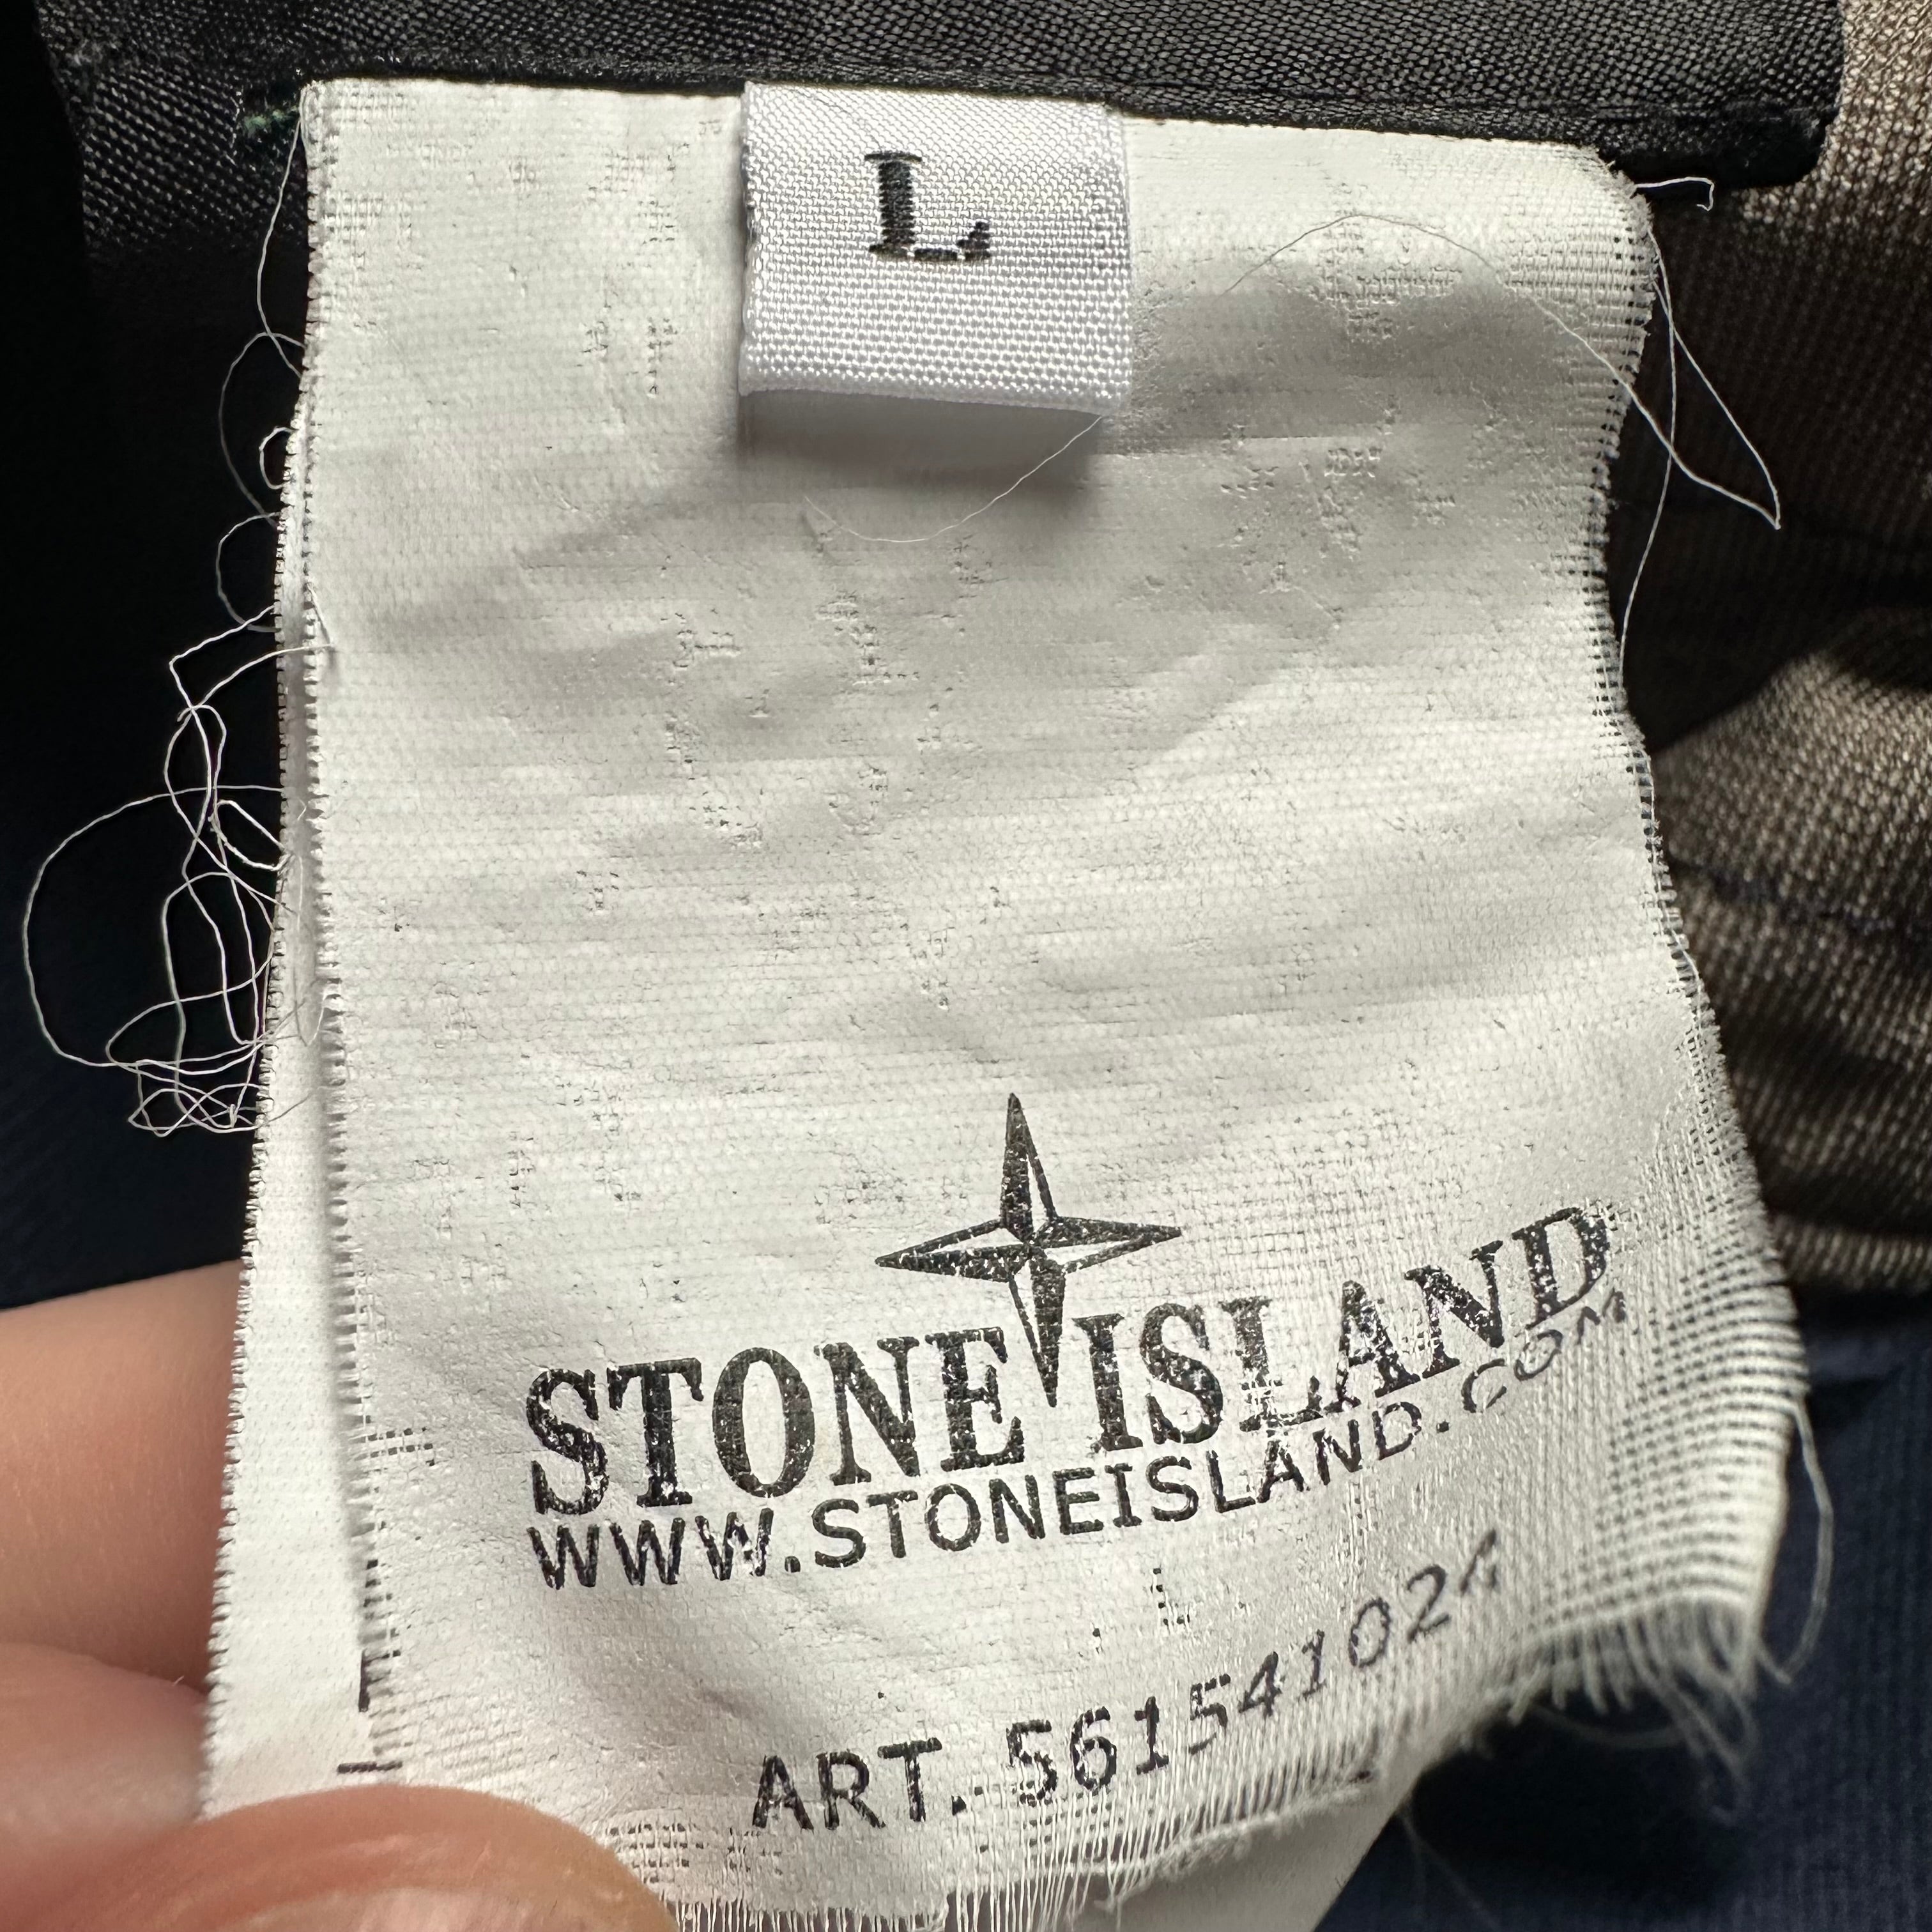 L
STONE ISLAND
WWW.STONEISLAND.COM
L
ART. 561541024